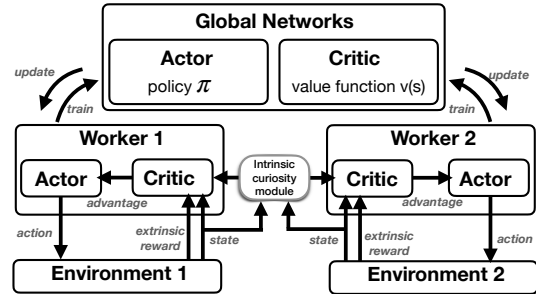 Global Networks
Actor
policy π
Critic
value function v(s)
update
train
update
train
Worker 1
Actor
Critic
advantage
Intrinsic
curiosity
module
Worker 2
Critic
Actor
advantage
action
extrinsic
reward
state
state
extrinsic
reward
action
Environment 1
Environment 2